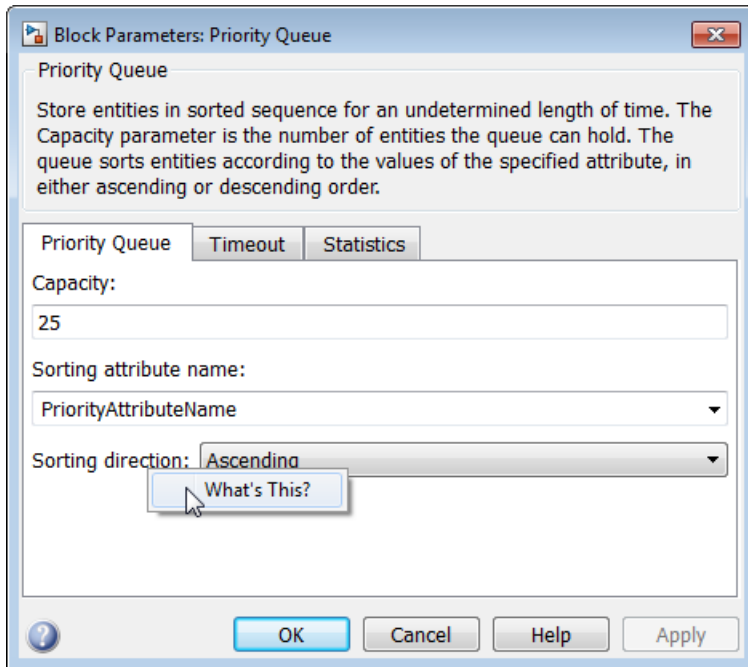 Block Parameters: Priority Queue
Priority Queue
Store entities in sorted sequence for an undetermined length of time. The
Capacity parameter is the number of entities the queue can hold. The
queue sorts entities according to the values of the specified attribute, in
either ascending or descending order.
Priority Queue Timeout Statistics
Capacity:
25
Sorting attribute name:
PriorityAttributeName
Sorting direction: Ascending
What's This?
OK Cancel Help Apply